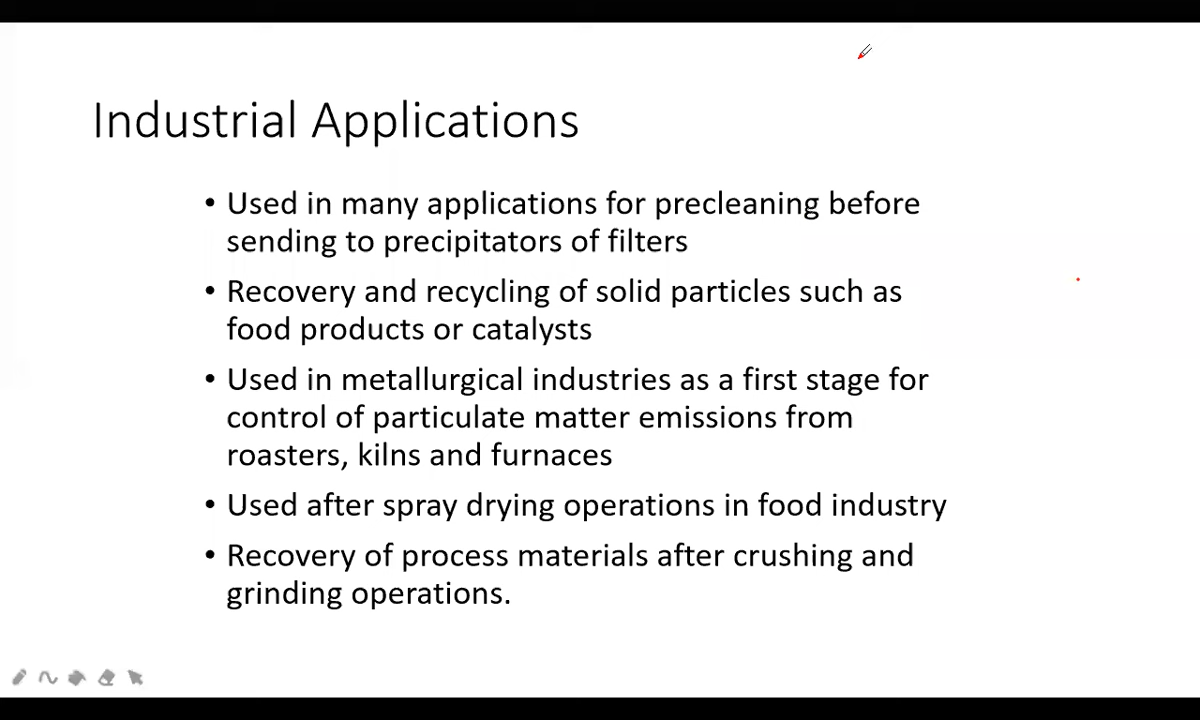 Industrial Applications
• Used in many applications for precleaning before
sending to precipitators of filters
• Recovery and recycling of solid particles such as
food products or catalysts
• Used in metallurgical industries as a first stage for
control of particulate matter emissions from
roasters, kilns and furnaces
• Used after spray drying operations in food industry
• Recovery of process materials after crushing and
grinding operations.